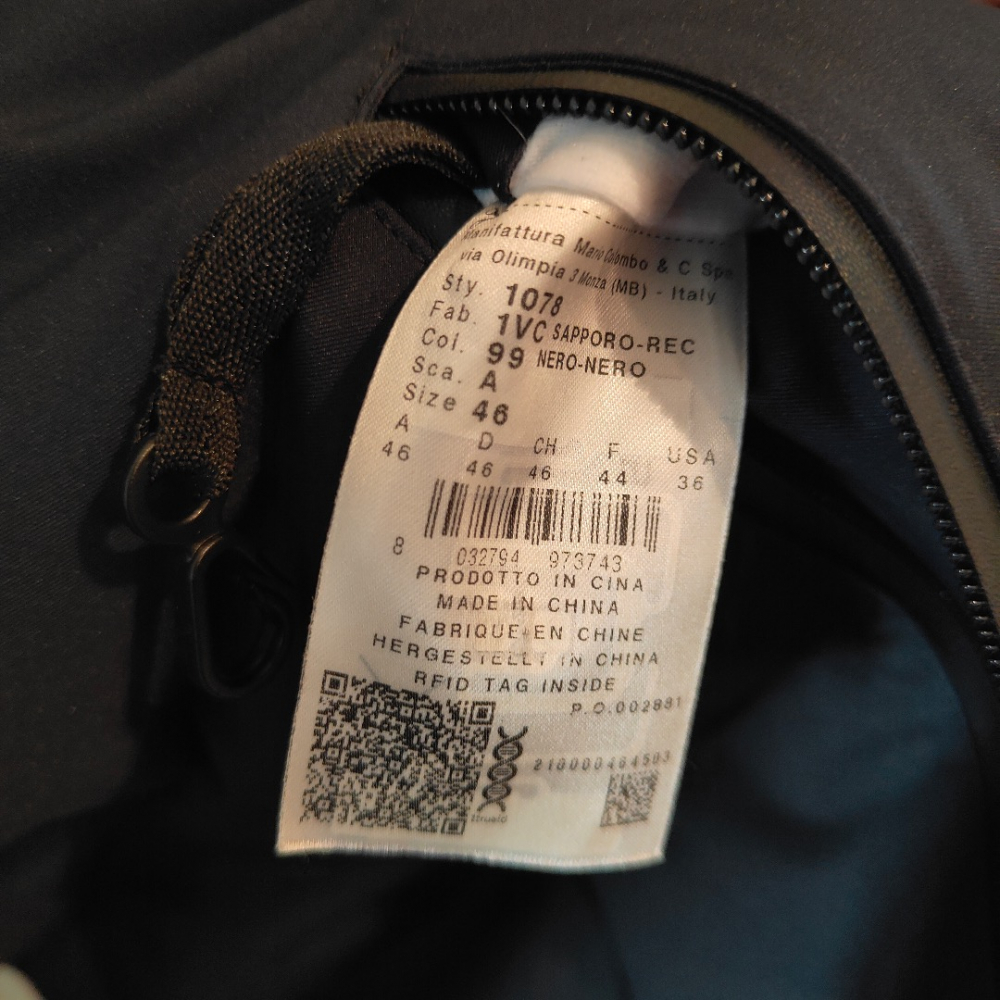 Manifattura Mario Colombo & C Spa
via Olimpia 3 Monza (MB) - Italy
Sty. 1078
Fab. 1VC SAPPORO-REC
Col. 99 NERO-NERO
Sca. A
Size 46
A D CH F USA
46 46 46 44 36
8 032794 973743
PRODOTTO IN CINA
MADE IN CHINA
FABRIQUE EN CHINE
HERGESTELLT IN CHINA
RFID TAG INSIDE
P.O.002881
210000464503